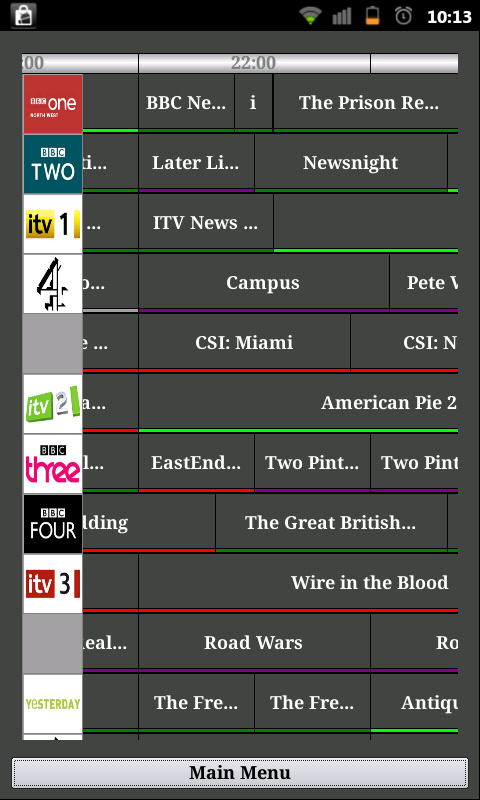 10:13
:00 22:00
BBC one NORTH WEST BBC Ne... i The Prison Re...
BBC TWO ti... Later Li... Newsnight
itv 1 ... ITV News ...
4 o... Campus Pete V
e ... CSI: Miami CSI: N
itv 2 a... American Pie 2
BBC three l... EastEnd... Two Pint... Two Pint
BBC FOUR lding The Great British...
itv 3 Wire in the Blood
eal... Road Wars Ro
YESTERDAY The Fre... The Fre... Antiqu
Main Menu